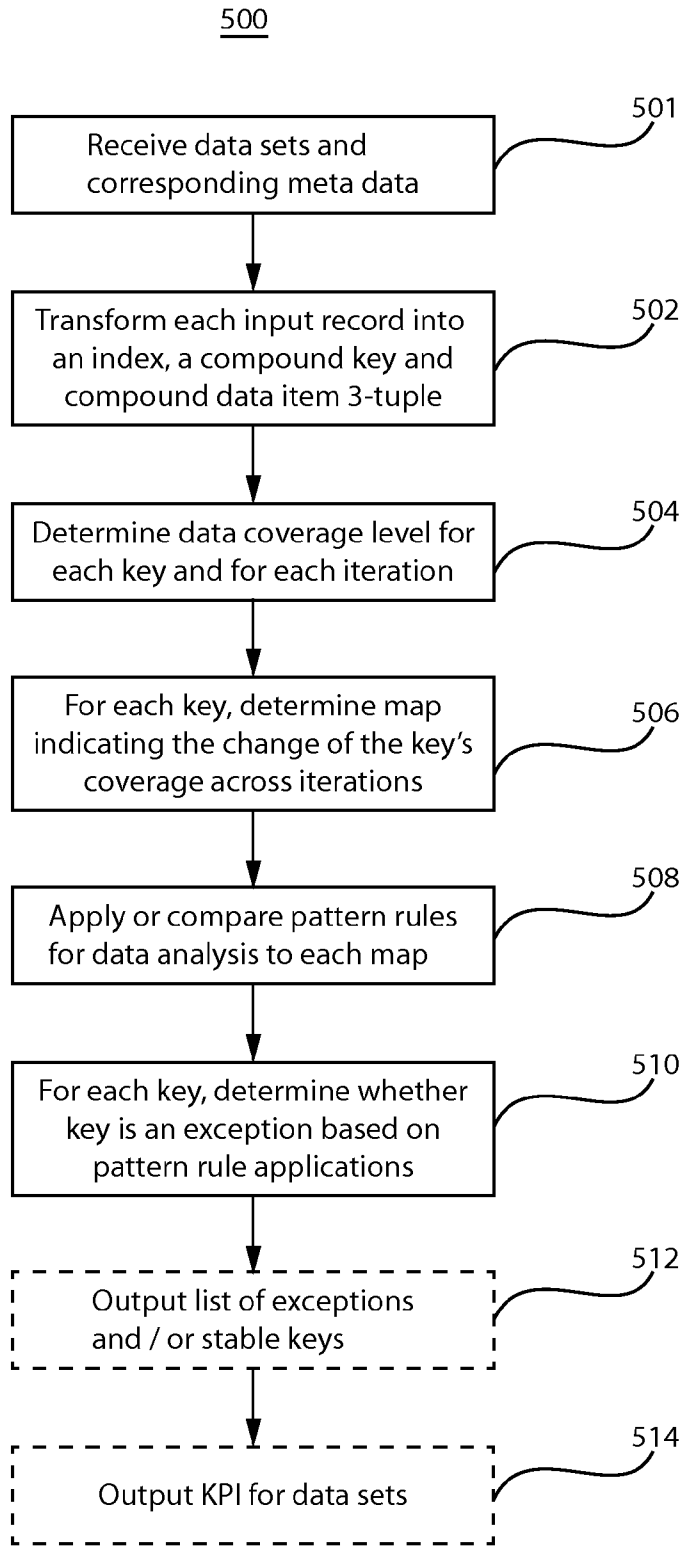 500
501
Receive data sets and
corresponding meta data
502
Transform each input record into
an index, a compound key and
compound data item 3-tuple
504
Determine data coverage level for
each key and for each iteration
506
For each key, determine map
indicating the change of the key’s
coverage across iterations
508
Apply or compare pattern rules
for data analysis to each map
510
For each key, determine whether
key is an exception based on
pattern rule applications
512
Output list of exceptions
and / or stable keys
514
Output KPI for data sets